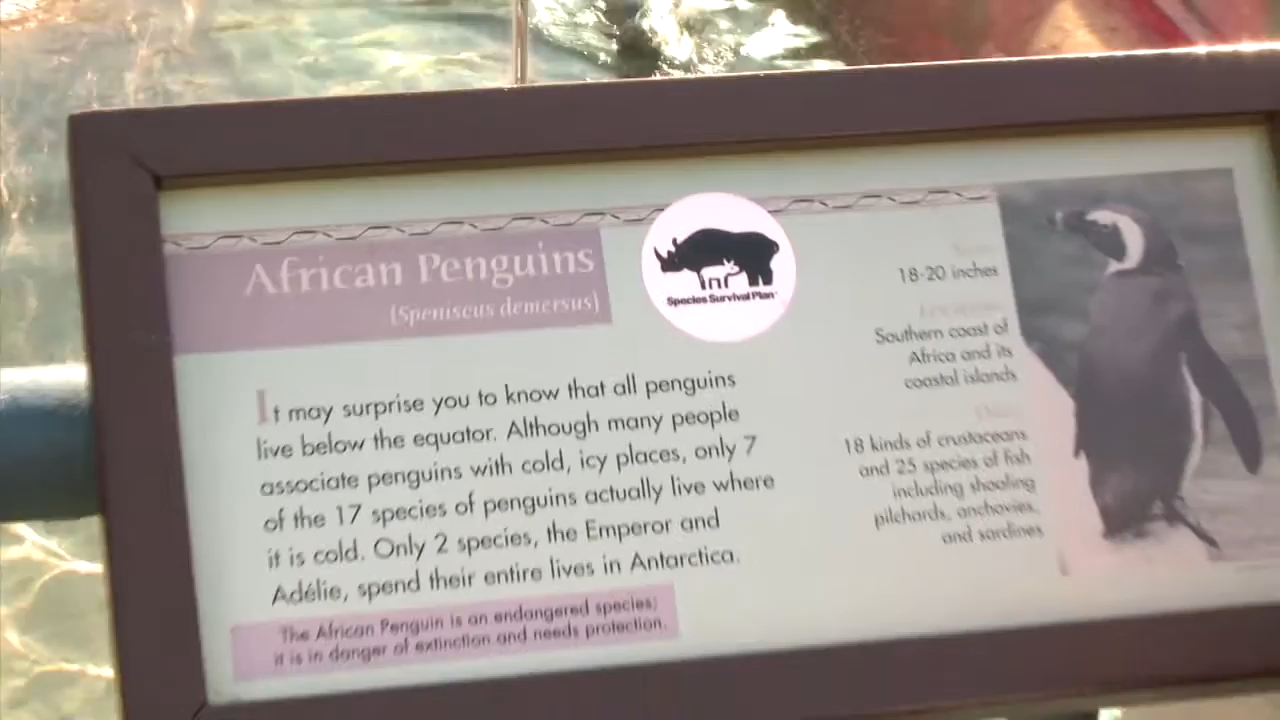 African Penguins
(Speniscus demersus)
Species Survival Plan
It may surprise you to know that all penguins
live below the equator. Although many people
associate penguins with cold, icy places, only 7
of the 17 species of penguins actually live where
it is cold. Only 2 species, the Emperor and
Adélie, spend their entire lives in Antarctica.
The African Penguin is an endangered species;
it is in danger of extinction and needs protection.
18-20 inches
Southern coast of
Africa and its
coastal islands
18 kinds of crustaceans
and 25 species of fish
including shoaling
pilchards, anchovies,
and sardines